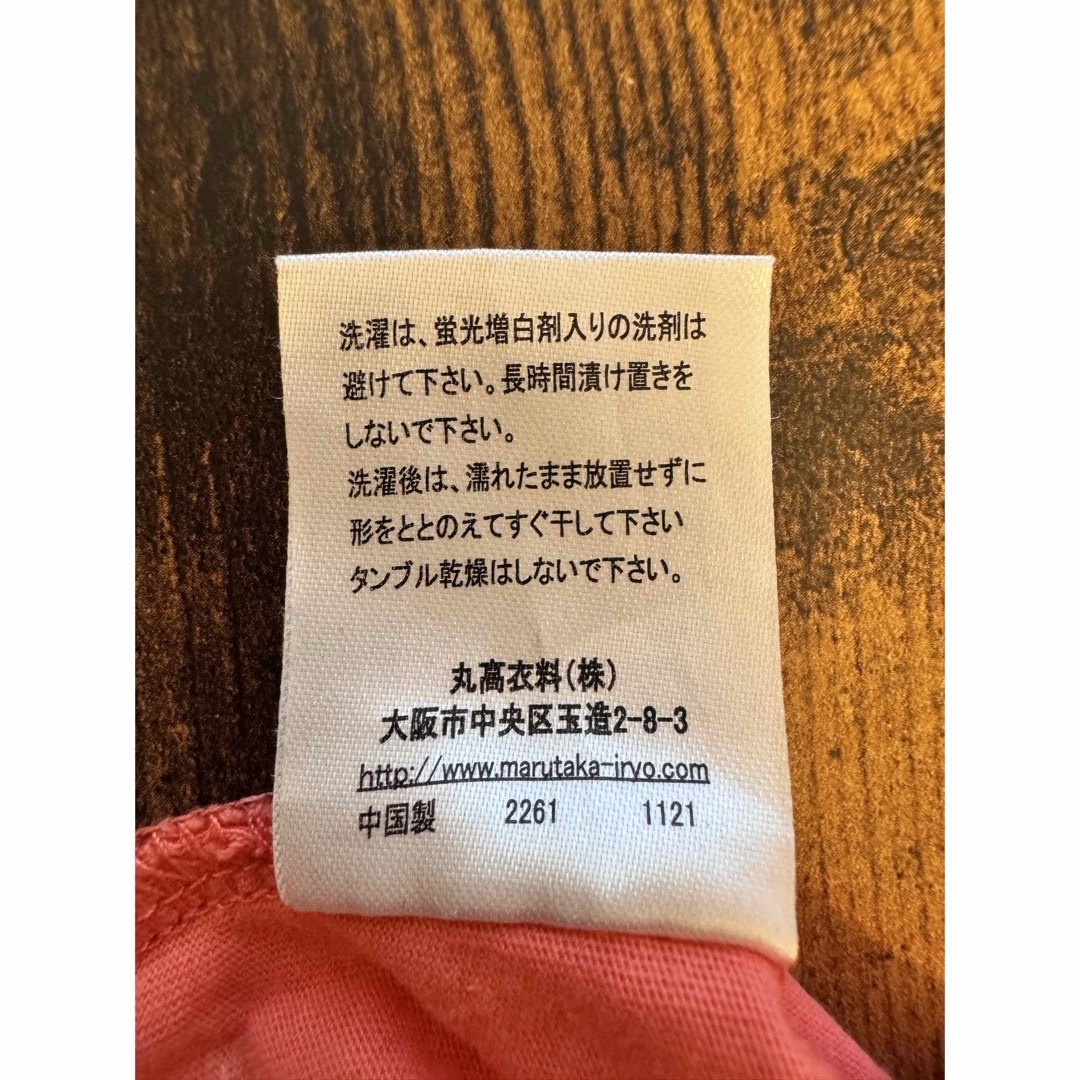 洗濯は、蛍光増白剤入りの洗剤は
避けて下さい。長時間漬け置きを
しないで下さい。
洗濯後は、濡れたまま放置せずに
形をととのえてすぐ干して下さい
タンブル乾燥はしないで下さい。
丸高衣料(株)
大阪市中央区玉造2-8-3
http://www.marutaka-iryo.com
中国製 2261 1121